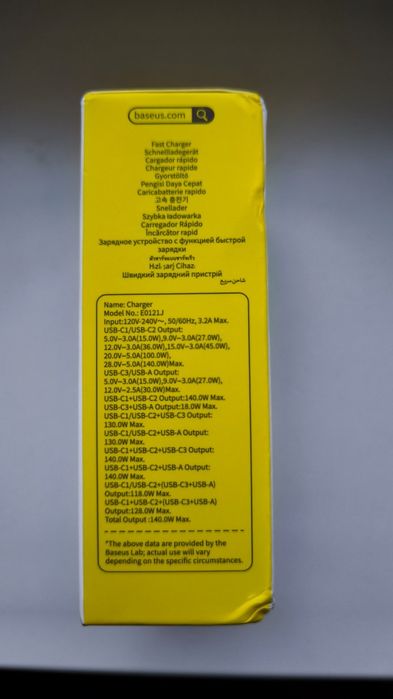 baseus.com
Fast Charger
Schnellladegerät
Cargador rápido
Chargeur rapide
Gyorstöltő
Pengisi Daya Cepat
Caricabatterie rapido
고속 충전기
Snellader
Szybka ładowarka
Carregador Rápido
Încărcător rapid
Зарядное устройство с функцией быстрой
зарядки
Hızlı Şarj Cihazı
Швидкий зарядний пристрій
شاحن سريع
Name: Charger
Model No.: E0121J
Input:120V-240V～, 50/60Hz, 3.2A Max.
USB-C1/USB-C2 Output:
5.0V⎓3.0A(15.0W),9.0V⎓3.0A(27.0W),
12.0V⎓3.0A(36.0W),15.0V⎓3.0A(45.0W),
20.0V⎓5.0A(100.0W),
28.0V⎓5.0A(140.0W)Max.
USB-C3/USB-A Output:
5.0V⎓3.0A(15.0W),9.0V⎓3.0A(27.0W),
12.0V⎓2.5A(30.0W)Max.
USB-C1+USB-C2 Output:140.0W Max.
USB-C3+USB-A Output:18.0W Max.
USB-C1/USB-C2+USB-C3 Output:
130.0W Max.
USB-C1/USB-C2+USB-A Output:
130.0W Max.
USB-C1+USB-C2+USB-C3 Output:
140.0W Max.
USB-C1+USB-C2+USB-A Output:
140.0W Max.
USB-C1/USB-C2+(USB-C3+USB-A)
Output:118.0W Max.
USB-C1+USB-C2+(USB-C3+USB-A)
Output:128.0W Max.
Total Output :140.0W Max.
*The above data are provided by the
Baseus Lab; actual use will vary
depending on the specific circumstances.